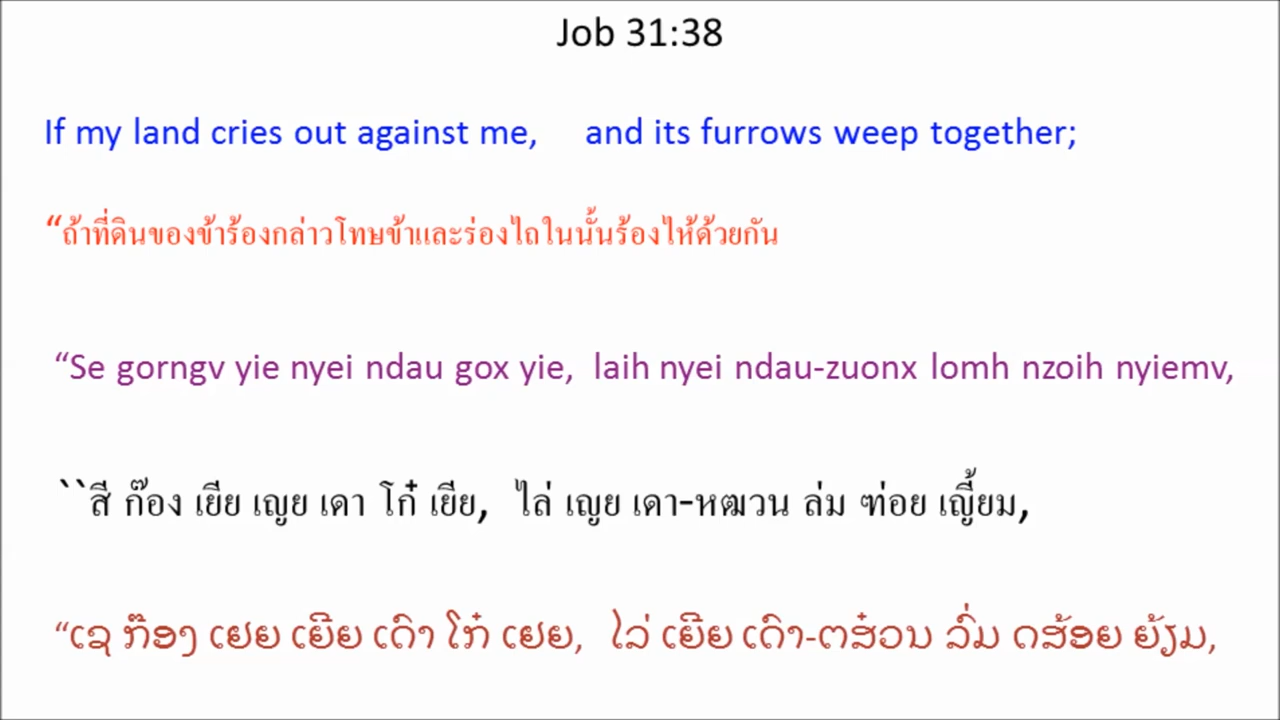 Job 31:38
If my land cries out against me, and its furrows weep together;
“ถ้าที่ดินของข้าร้องกล่าวโทษข้าและร่องไถในนั้นร้องไห้ด้วยกัน
“Se gorngv yie nyei ndau gox yie, laih nyei ndau-zuonx lomh nzoih nyiemv,
``สี ก๊อง เยีย เญย เดา โก๋ เยีย, ไล่ เญย เดา-หฒวน ล่ม ฑ่อย เญี้ยม,
“ເຊ ກ໊ອງ ເຢຍ ເຍີຍ ເດົາ ໂກ໋ ເຢຍ, ໄລ່ ເຍີຍ ເດົາ-ຕສ໋ວນ ລົ່ມ ດສ້ອຍ ຍ້ຽມ,